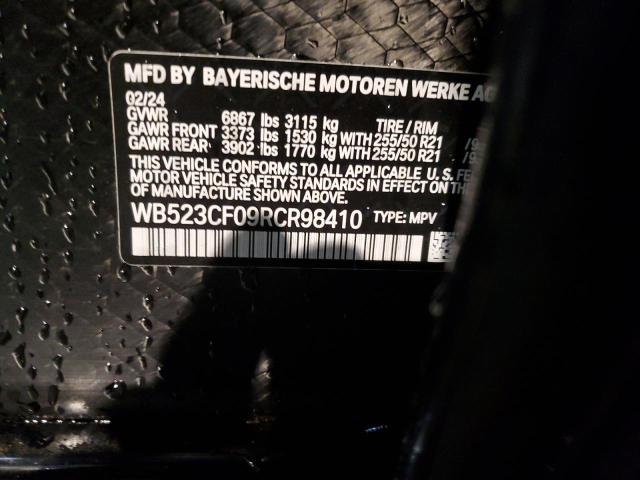 MFD BY BAYERISCHE MOTOREN WERKE AG
02/24
GVWR 6867 lbs 3115 kg TIRE / RIM
GAWR FRONT 3373 lbs 1530 kg WITH 255/50 R21
GAWR REAR 3902 lbs 1770 kg WITH 255/50 R21
THIS VEHICLE CONFORMS TO ALL APPLICABLE U. S.
MOTOR VEHICLE SAFETY STANDARDS IN EFFECT ON THE
OF MANUFACTURE SHOWN ABOVE.
WB523CF09RCR98410 TYPE: MPV